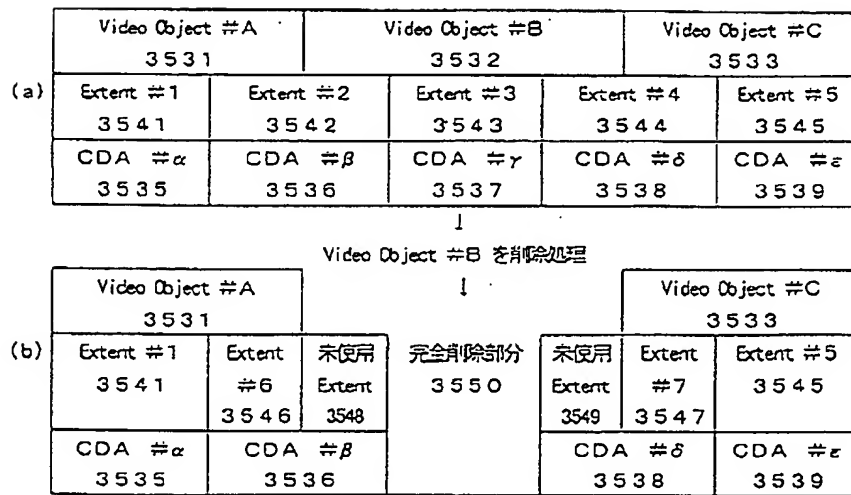 Video Object #A Video Object #B Video Object #C
3531 3532 3533
(a) Extent #1 Extent #2 Extent #3 Extent #4 Extent #5
3541 3542 3543 3544 3545
CDA #α CDA #β CDA #γ CDA #δ CDA #ε
3535 3536 3537 3538 3539
↓
Video Object #B を削除処理
↓
Video Object #A Video Object #C
3531 3533
(b) Extent #1 Extent 未使用 完全削除部分 未使用 Extent Extent #5
3541 #6 Extent 3550 Extent #7 3545
3546 3548 3549 3547
CDA #α CDA #β CDA #δ CDA #ε
3535 3536 3538 3539